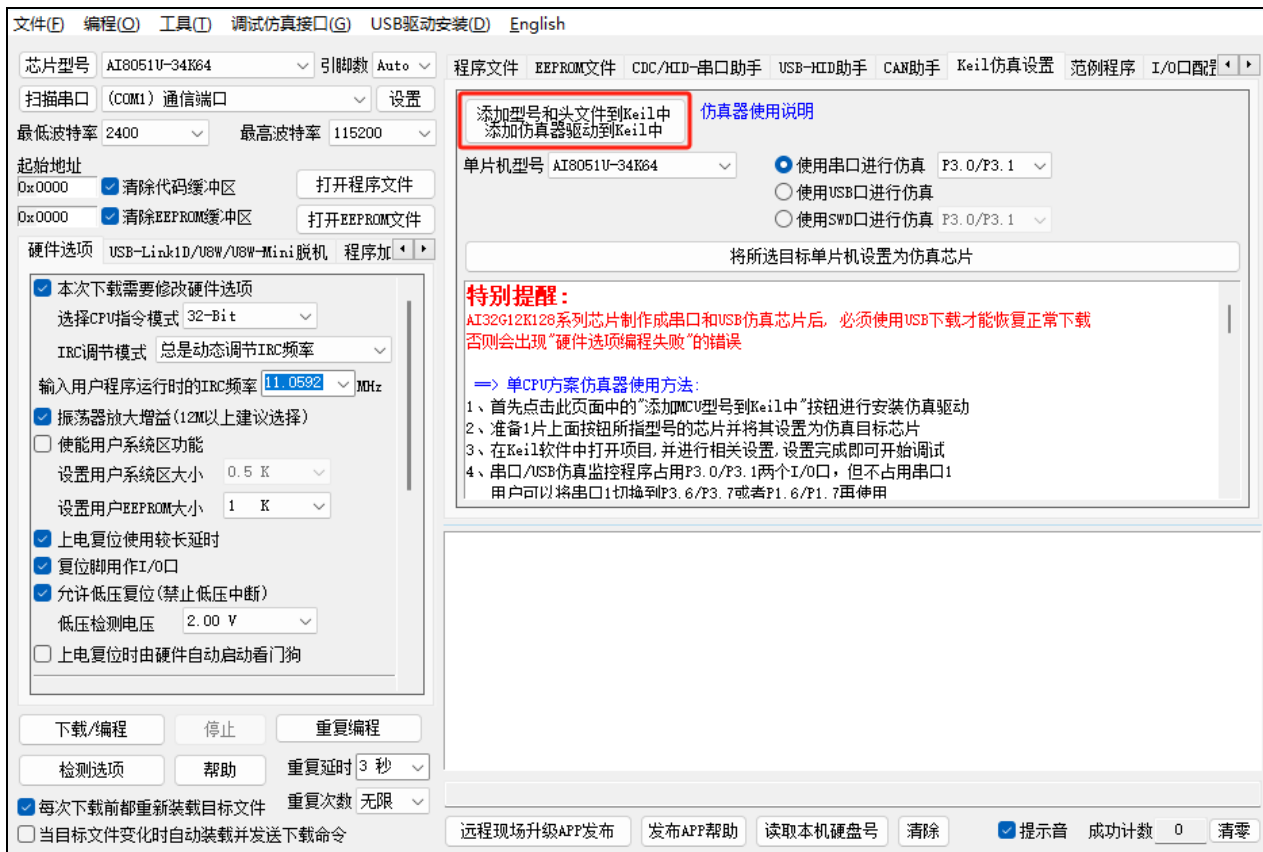 文件(F) 编程(O) 工具(T) 调试仿真接口(G) USB驱动安装(D) English
芯片型号 AI8051U-34K64 引脚数 Auto
扫描串口 (COM1) 通信端口 设置
最低波特率 2400 最高波特率 115200
起始地址
0x0000 清除代码缓冲区 打开程序文件
0x0000 清除EEPROM缓冲区 打开EEPROM文件
硬件选项 USB-Link1D/U8W/U8W-Mini脱机 程序加
本次下载需要修改硬件选项
选择CPU指令模式 32-Bit
IRC调节模式 总是动态调节IRC频率
输入用户程序运行时的IRC频率 11.0592 MHz
振荡器放大增益(12M以上建议选择)
使能用户系统区功能
设置用户系统区大小 0.5 K
设置用户EEPROM大小 1 K
上电复位使用较长延时
复位脚用作I/O口
允许低压复位(禁止低压中断)
低压检测电压 2.00 V
上电复位时由硬件自动启动看门狗
下载/编程 停止 重复编程
检测选项 帮助 重复延时 3 秒
每次下载前都重新装载目标文件 重复次数 无限
当目标文件变化时自动装载并发送下载命令
程序文件 EEPROM文件 CDC/HID-串口助手 USB-HID助手 CAN助手 Keil仿真设置 范例程序 I/O口配置
添加型号和头文件到Keil中
添加仿真器驱动到Keil中
仿真器使用说明
单片机型号 AI8051U-34K64 使用串口进行仿真 P3.0/P3.1
使用USB口进行仿真
使用SWD口进行仿真 P3.0/P3.1
将所选目标单片机设置为仿真芯片
特别提醒:
AI32G12K128系列芯片制作成串口和USB仿真芯片后, 必须使用USB下载才能恢复正常下载
否则会出现"硬件选项编程失败"的错误
==> 单CPU方案仿真器使用方法:
1、首先点击此页面中的"添加MCU型号到Keil中"按钮进行安装仿真驱动
2、准备1片上面按钮所指型号的芯片并将其设置为仿真目标芯片
3、在Keil软件中打开项目,并进行相关设置,设置完成即可开始调试
4、串口/USB仿真监控程序占用P3.0/P3.1两个I/O口，但不占用串口1
用户可以将串口1切换到P3.6/P3.7或者P1.6/P1.7再使用
远程现场升级APP发布 发布APP帮助 读取本机硬盘号 清除 提示音 成功计数 0 清零